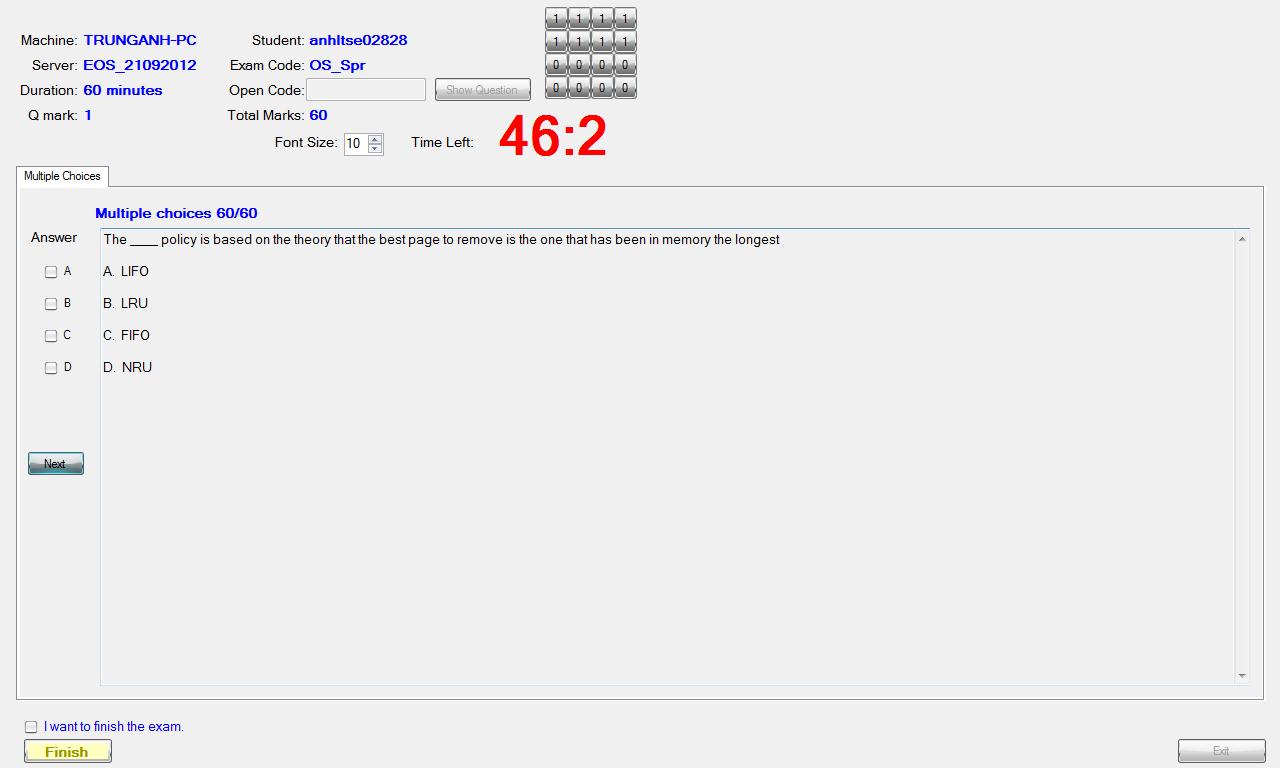 1 1 1 1
Machine: TRUNGANH-PC Student: anhltse02828 1 1 1 1
Server: EOS_21092012 Exam Code: OS_Spr 0 0 0 0
Duration: 60 minutes Open Code: Show Question 0 0 0 0
Q mark: 1 Total Marks: 60
Font Size: 10 Time Left: 46:2
Multiple Choices
Multiple choices 60/60
Answer The ____ policy is based on the theory that the best page to remove is the one that has been in memory the longest
A A. LIFO
B B. LRU
C C. FIFO
D D. NRU
Next
I want to finish the exam.
Finish Exit